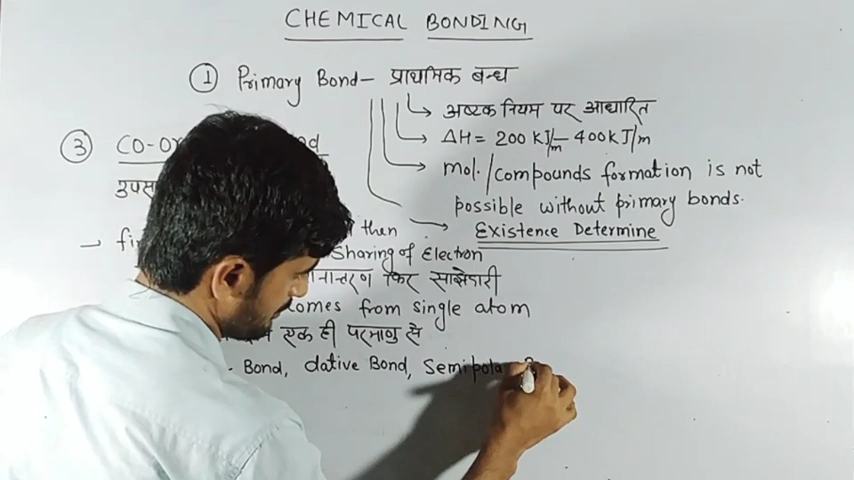 CHEMICAL BONDING
① Primary Bond – प्राथमिक बन्ध
अष्टक नियम पर आधारित
ΔH = 200 KJ/m – 400 KJ/m
③ CO-O
mol./compounds formation is not
possible without primary bonds.
Existence Determine
then
Sharing of Electron
फिर साझेदारी
comes from single atom
एक ही परमाणु से
Bond, dative Bond, Semipola